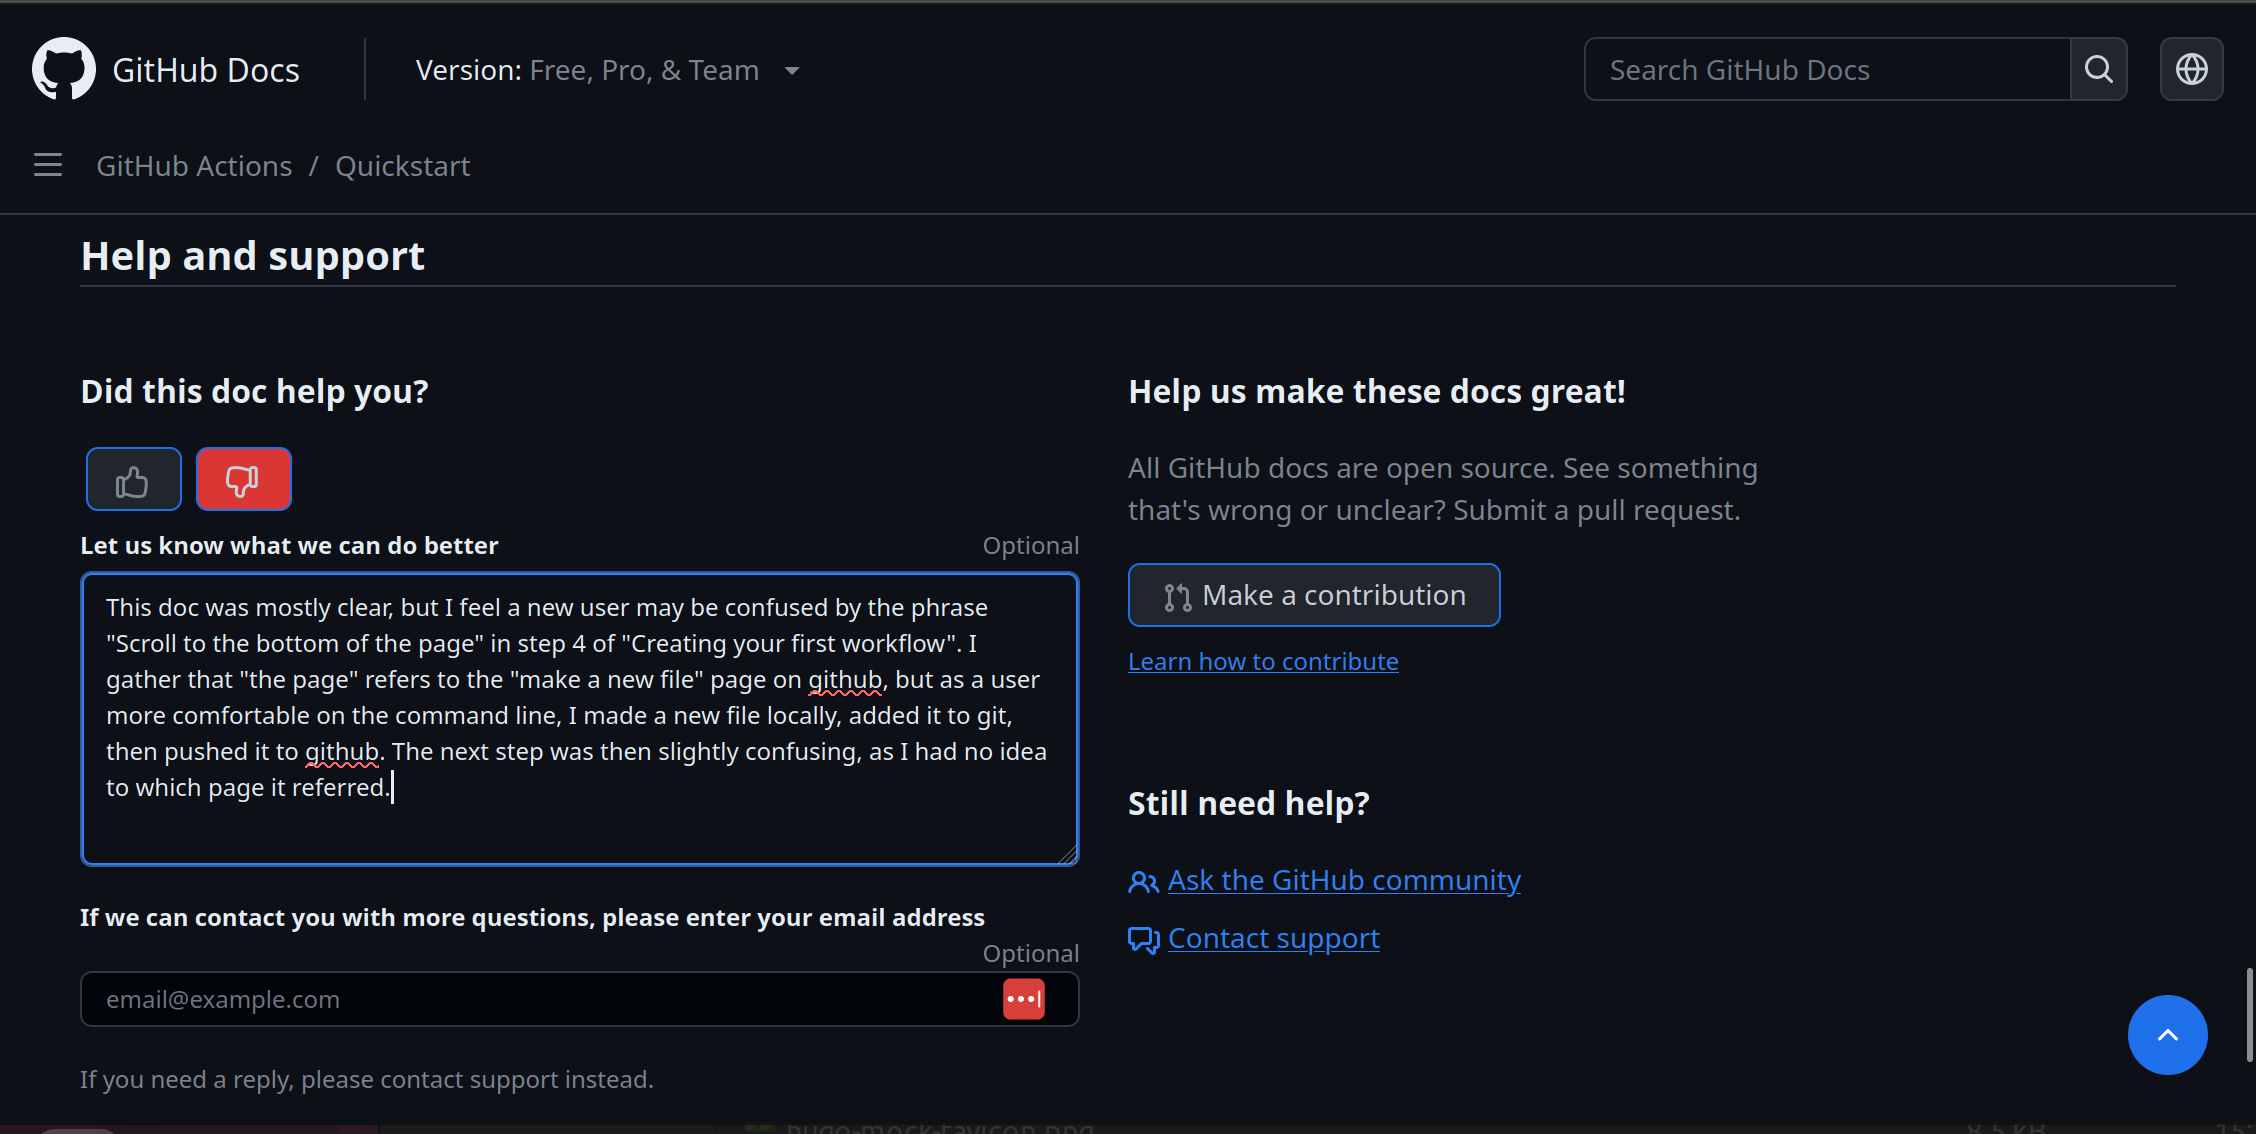 GitHub Docs
Version: Free, Pro, & Team
Search GitHub Docs
GitHub Actions / Quickstart
Help and support
Did this doc help you?
Let us know what we can do better
Optional
This doc was mostly clear, but I feel a new user may be confused by the phrase
"Scroll to the bottom of the page" in step 4 of "Creating your first workflow". I
gather that "the page" refers to the "make a new file" page on github, but as a user
more comfortable on the command line, I made a new file locally, added it to git,
then pushed it to github. The next step was then slightly confusing, as I had no idea
to which page it referred.
If we can contact you with more questions, please enter your email address
Optional
email@example.com
If you need a reply, please contact support instead.
Help us make these docs great!
All GitHub docs are open source. See something
that's wrong or unclear? Submit a pull request.
Make a contribution
Learn how to contribute
Still need help?
Ask the GitHub community
Contact support
hugo-mock-favicon.png
8.5 kB